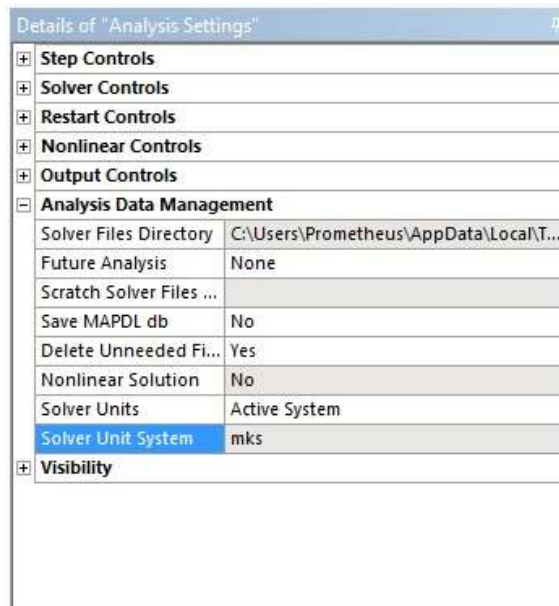 Details of "Analysis Settings"
Step Controls
Solver Controls
Restart Controls
Nonlinear Controls
Output Controls
Analysis Data Management
Solver Files Directory C:\Users\Prometheus\AppData\Local\T...
Future Analysis None
Scratch Solver Files ...
Save MAPDL db No
Delete Unneeded Fi... Yes
Nonlinear Solution No
Solver Units Active System
Solver Unit System mks
Visibility